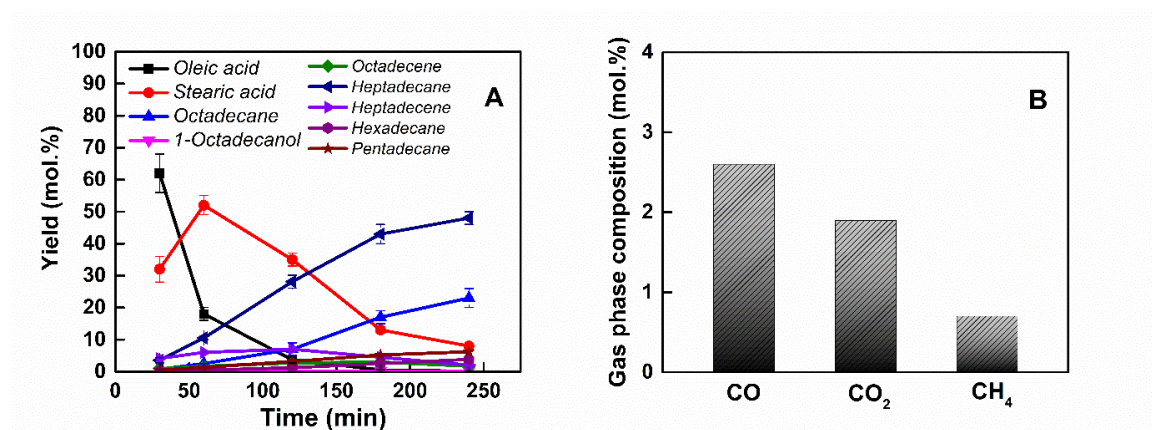 A
Oleic acid
Stearic acid
Octadecane
1-Octadecanol
Octadecene
Heptadecane
Heptadecene
Hexadecane
Pentadecane
Yield (mol.%)
100
90
80
70
60
50
40
30
20
10
0
0 50 100 150 200 250
Time (min)
B
Gas phase composition (mol.%)
4
3
2
1
0
CO CO₂ CH₄